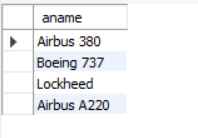 aname
Airbus 380
Boeing 737
Lockheed
Airbus A220